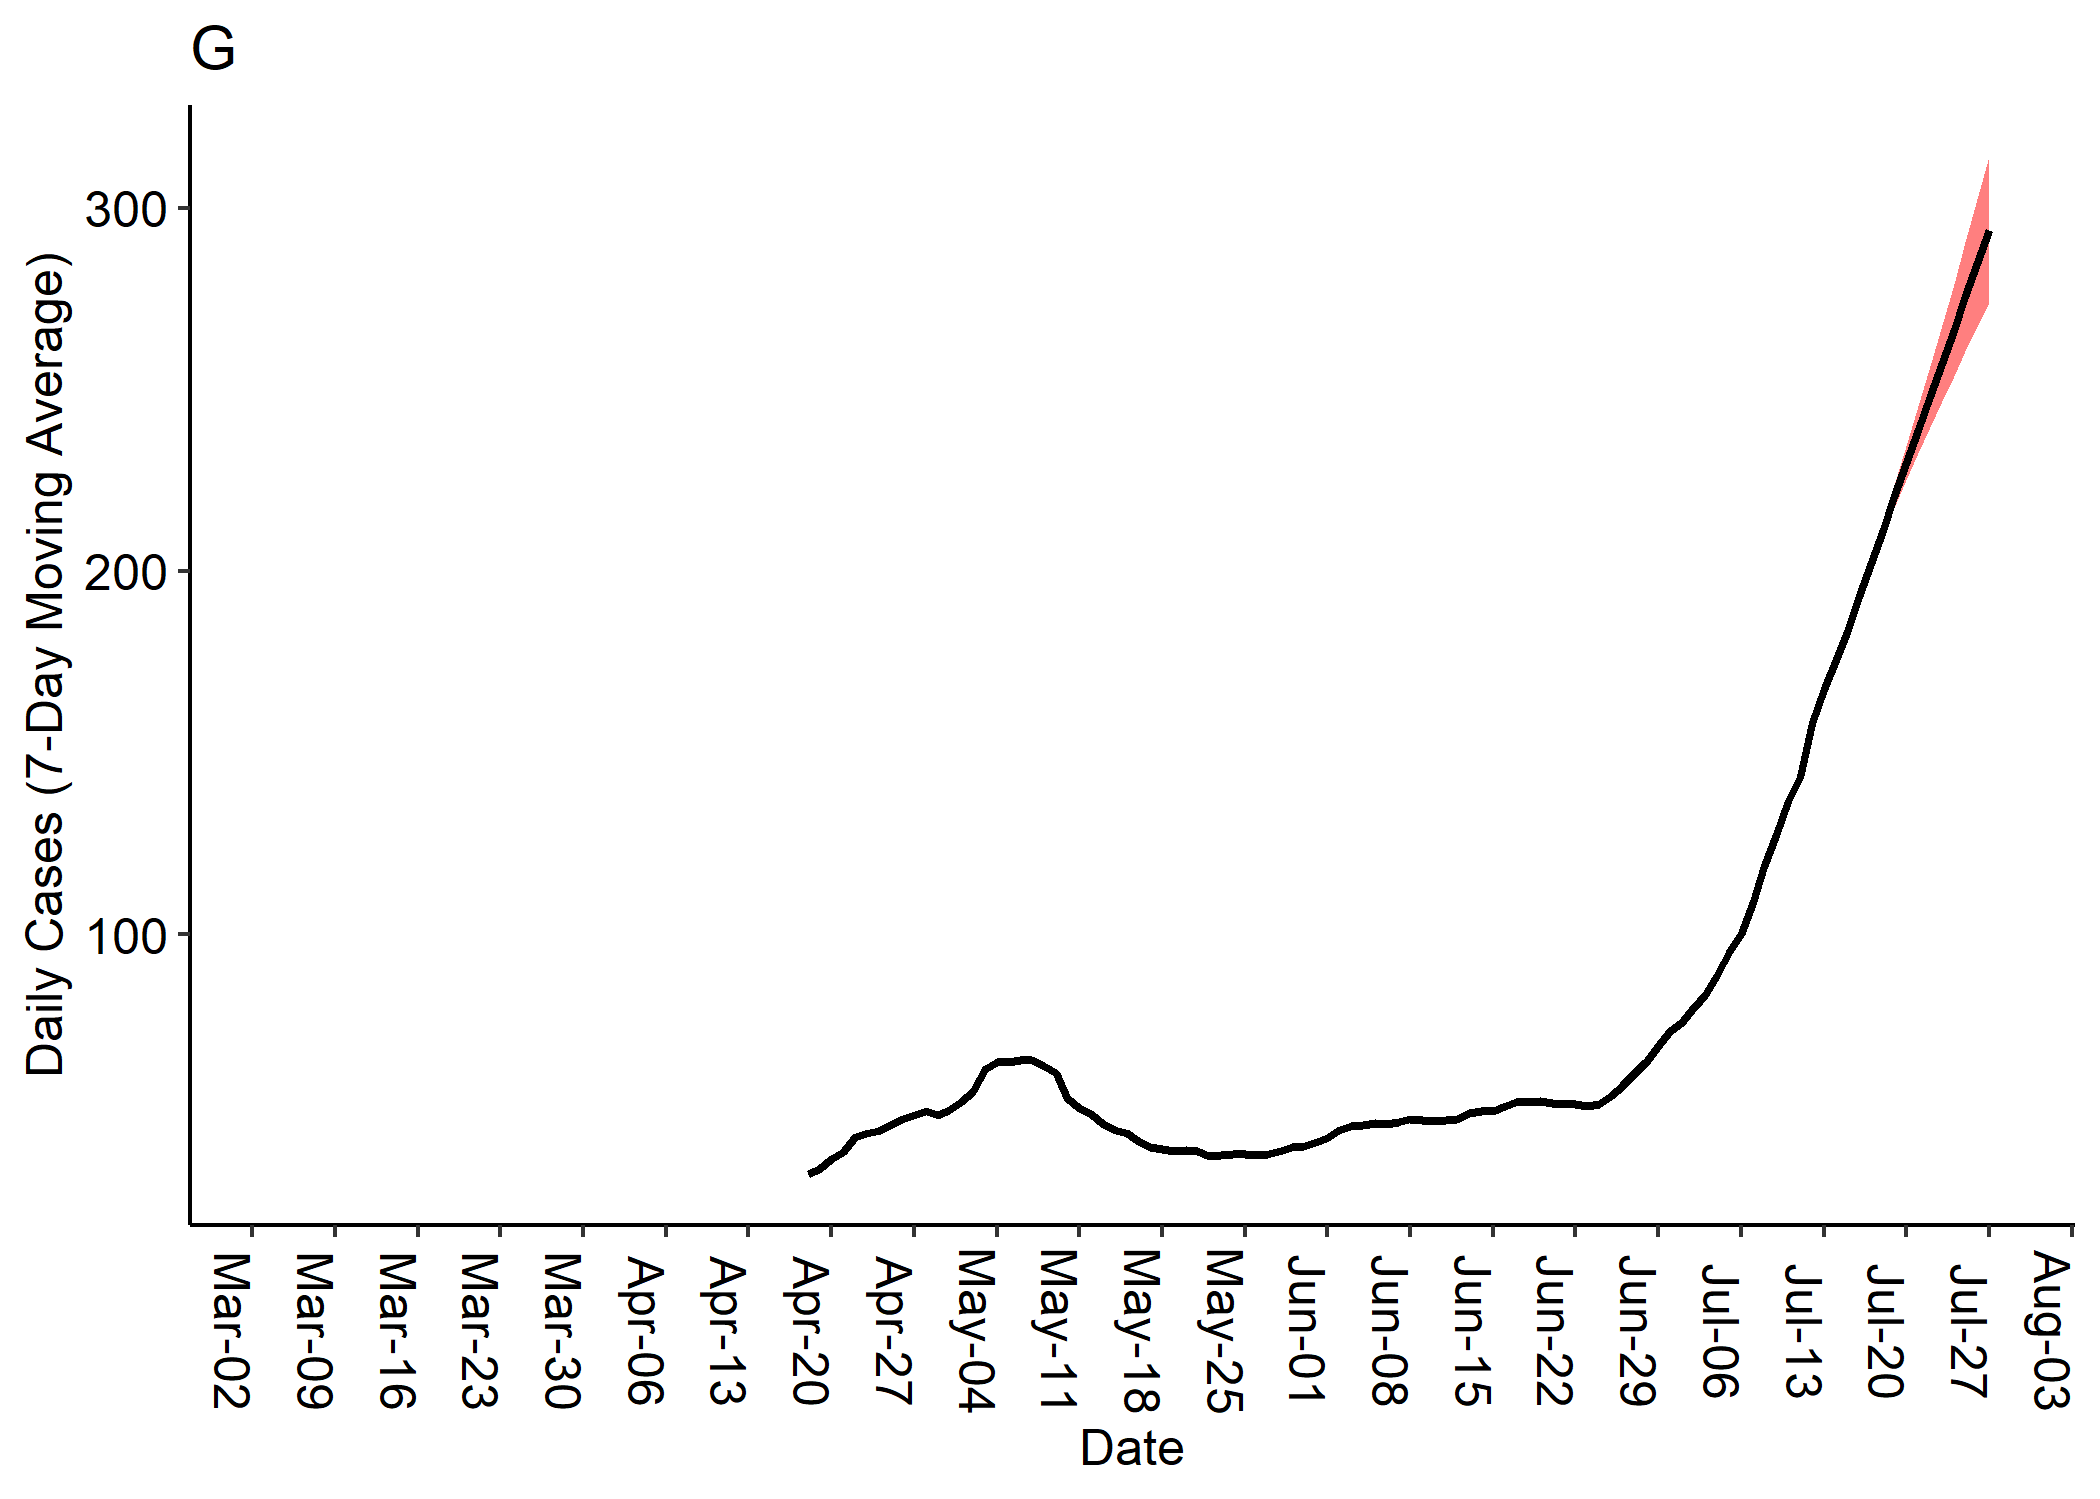 G
Daily Cases (7-Day Moving Average)
300
200
100
Mar-02
Mar-09
Mar-16
Mar-23
Mar-30
Apr-06
Apr-13
Apr-20
Apr-27
May-04
May-11
May-18
May-25
Jun-01
Jun-08
Jun-15
Jun-22
Jun-29
Jul-06
Jul-13
Jul-20
Jul-27
Aug-03
Date